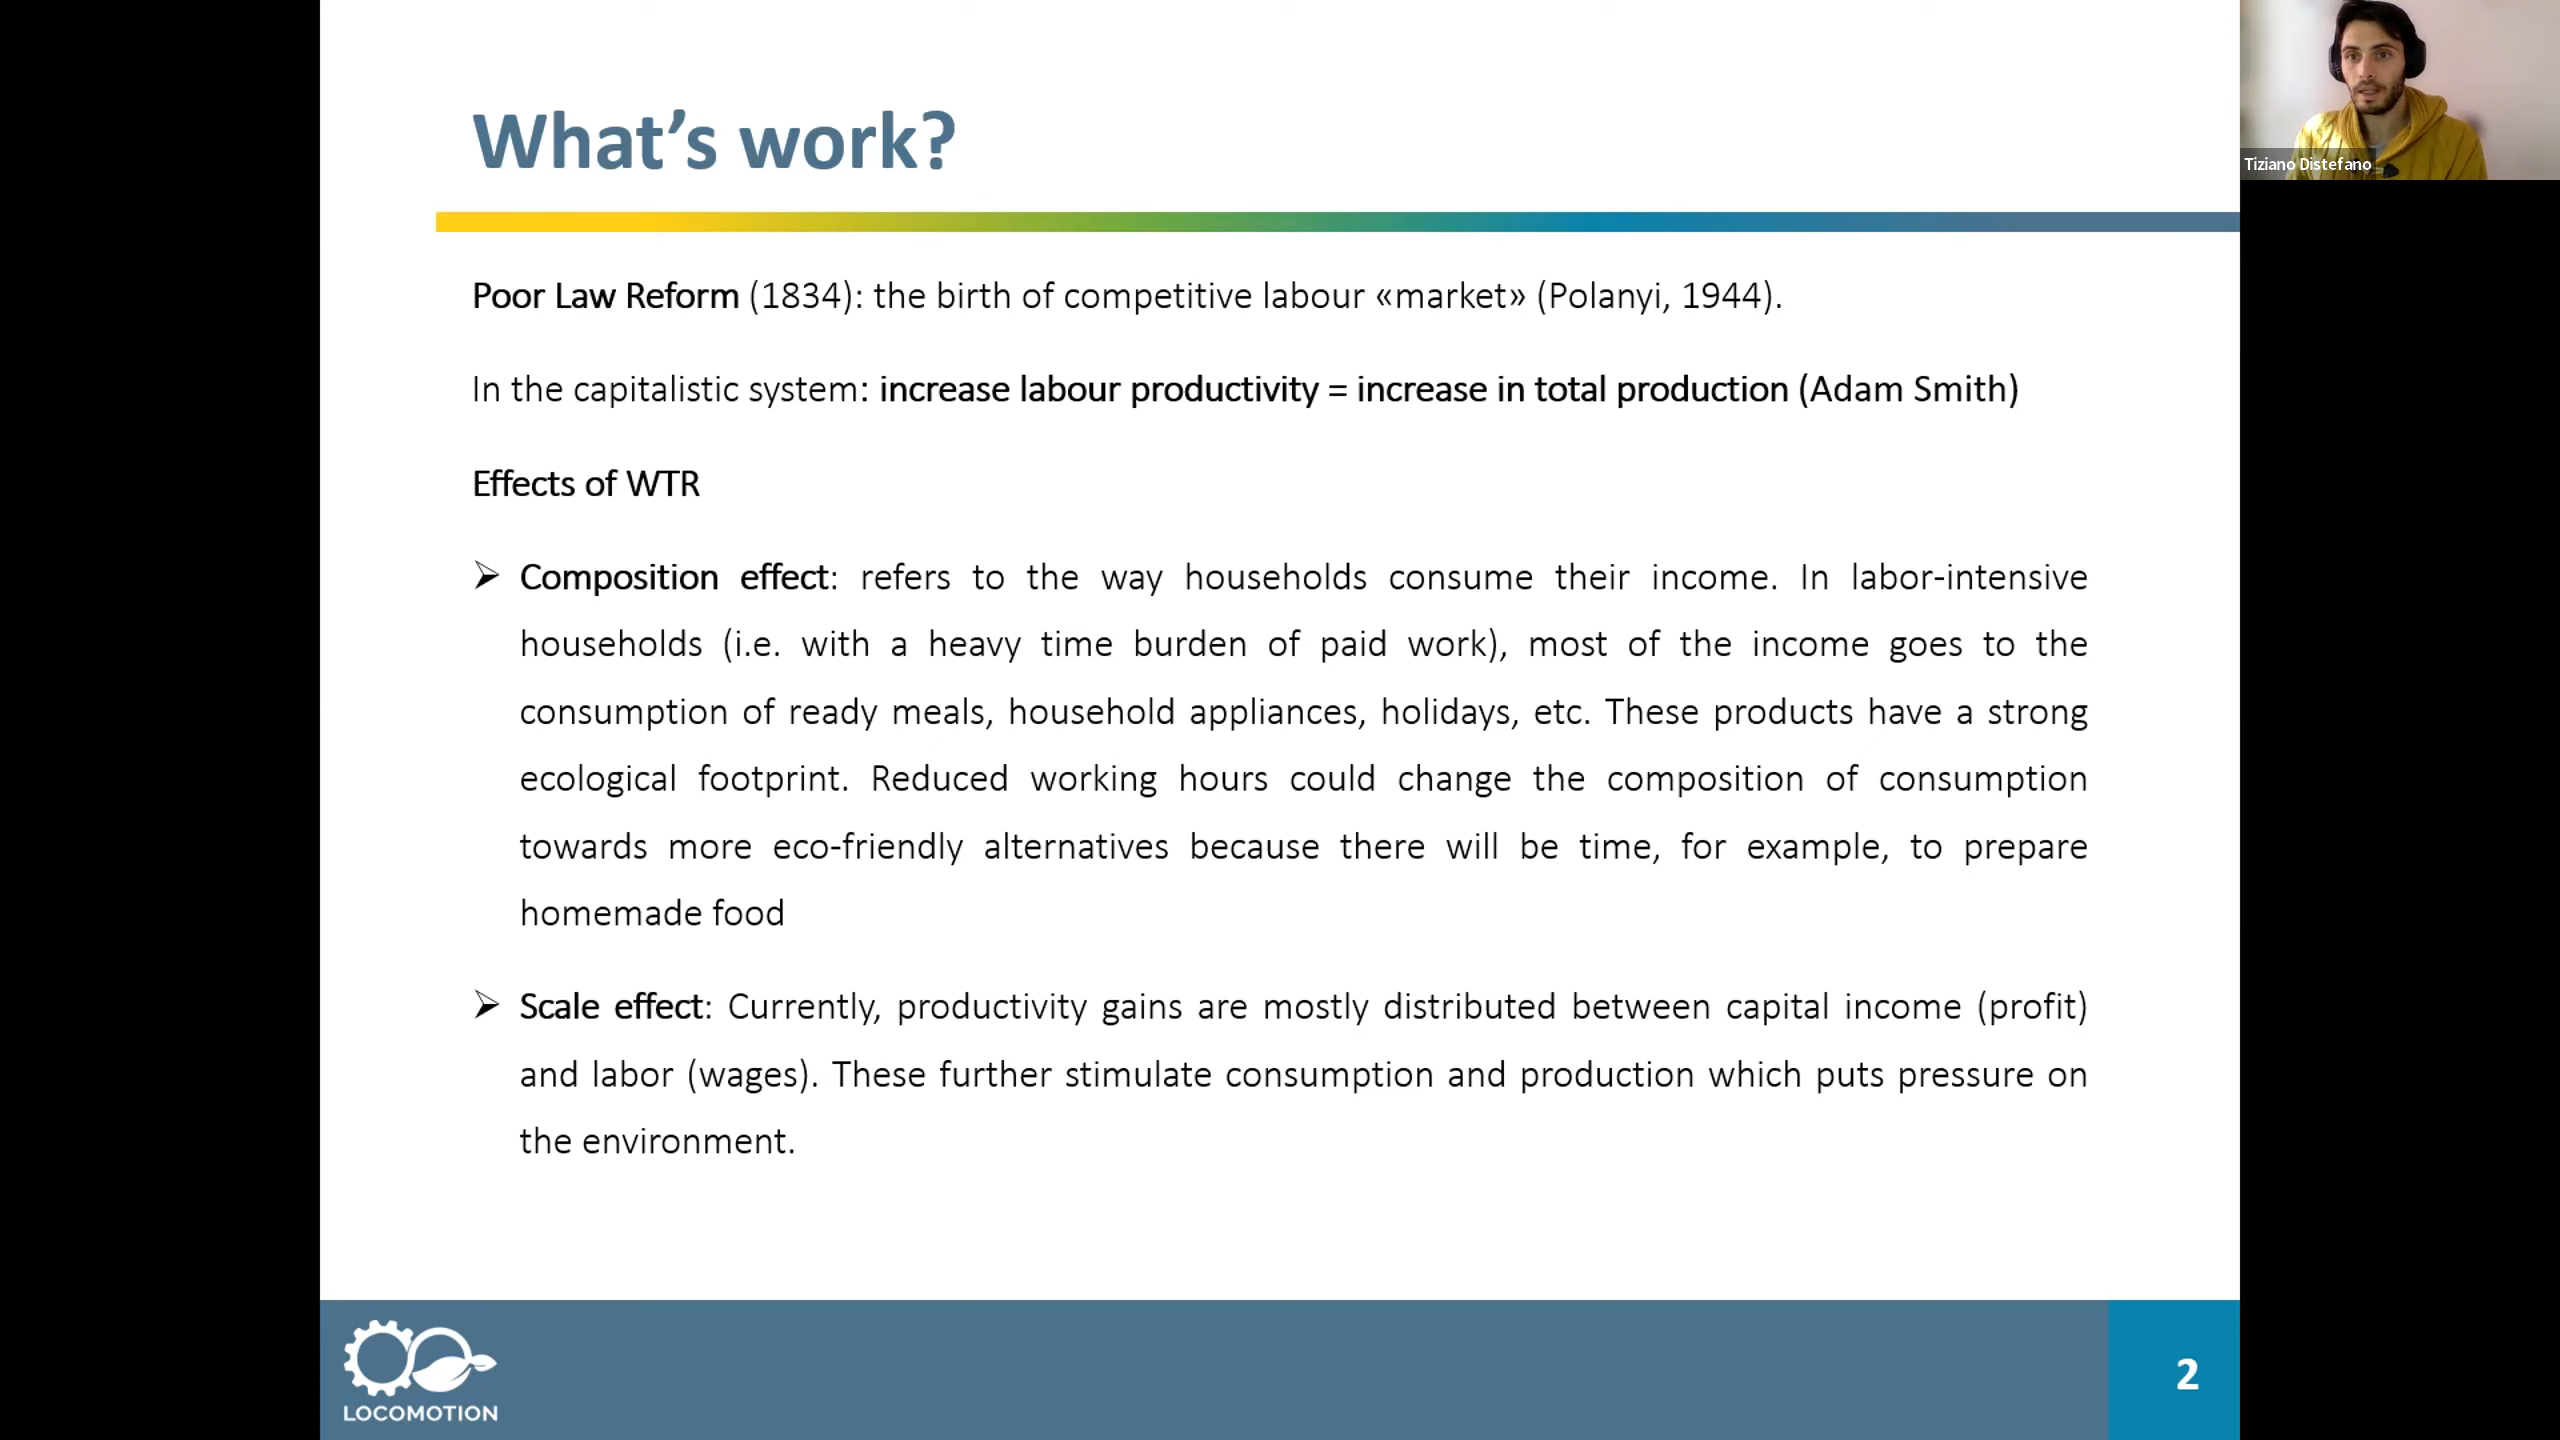 What’s work?
Tiziano Distefano
Poor Law Reform (1834): the birth of competitive labour «market» (Polanyi, 1944).
In the capitalistic system: increase labour productivity = increase in total production (Adam Smith)
Effects of WTR
➢ Composition effect: refers to the way households consume their income. In labor-intensive
households (i.e. with a heavy time burden of paid work), most of the income goes to the
consumption of ready meals, household appliances, holidays, etc. These products have a strong
ecological footprint. Reduced working hours could change the composition of consumption
towards more eco-friendly alternatives because there will be time, for example, to prepare
homemade food
➢ Scale effect: Currently, productivity gains are mostly distributed between capital income (profit)
and labor (wages). These further stimulate consumption and production which puts pressure on
the environment.
LOCOMOTION
2